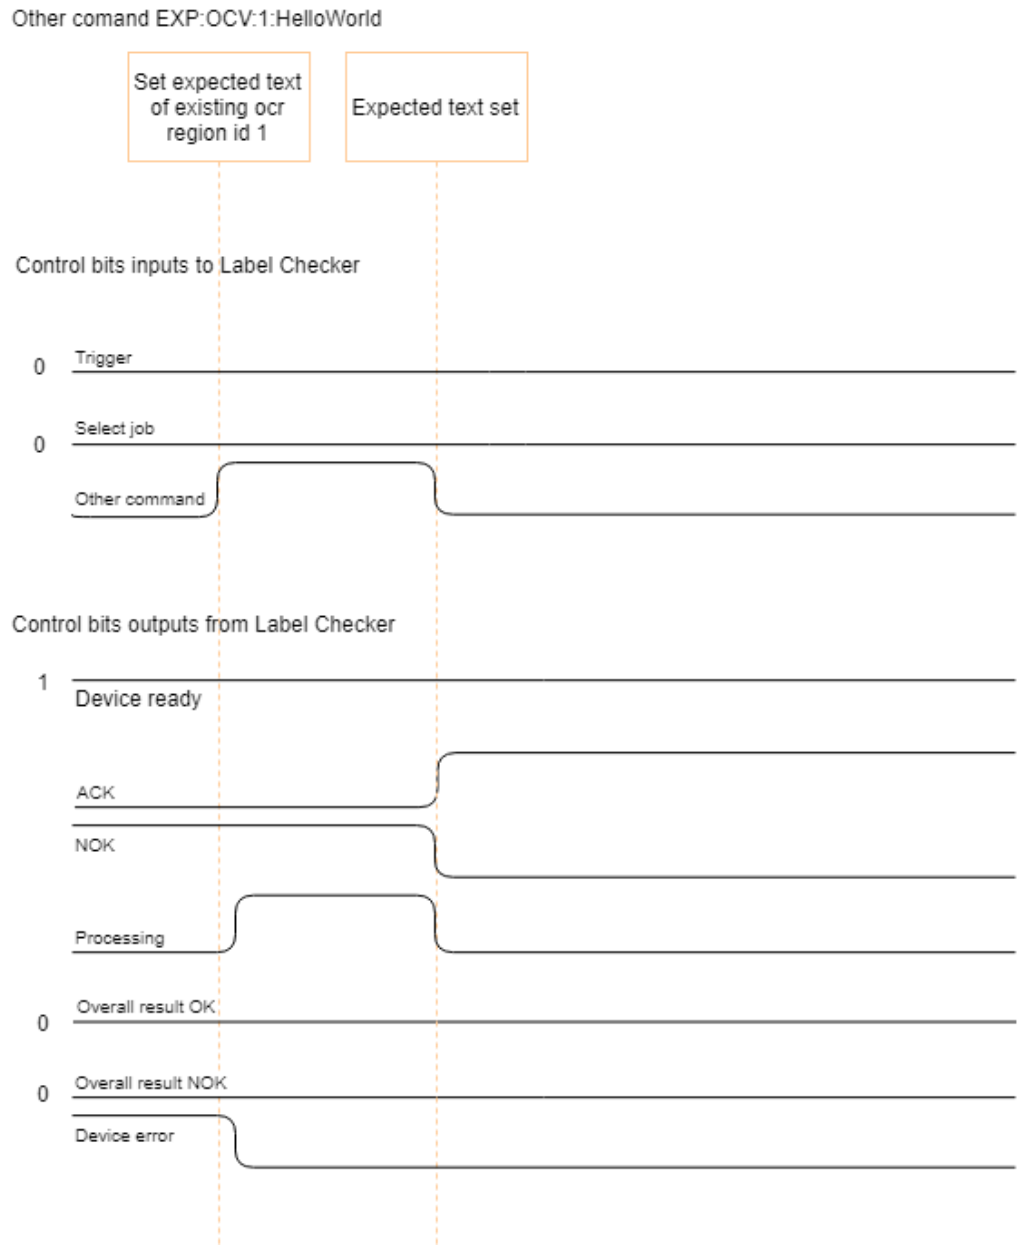 Other comand EXP:OCV:1:HelloWorld
Set expected text
of existing ocr
region id 1
Expected text set
Control bits inputs to Label Checker
0 Trigger
0 Select job
Other command
Control bits outputs from Label Checker
1 Device ready
ACK
NOK
Processing
0 Overall result OK
0 Overall result NOK
Device error